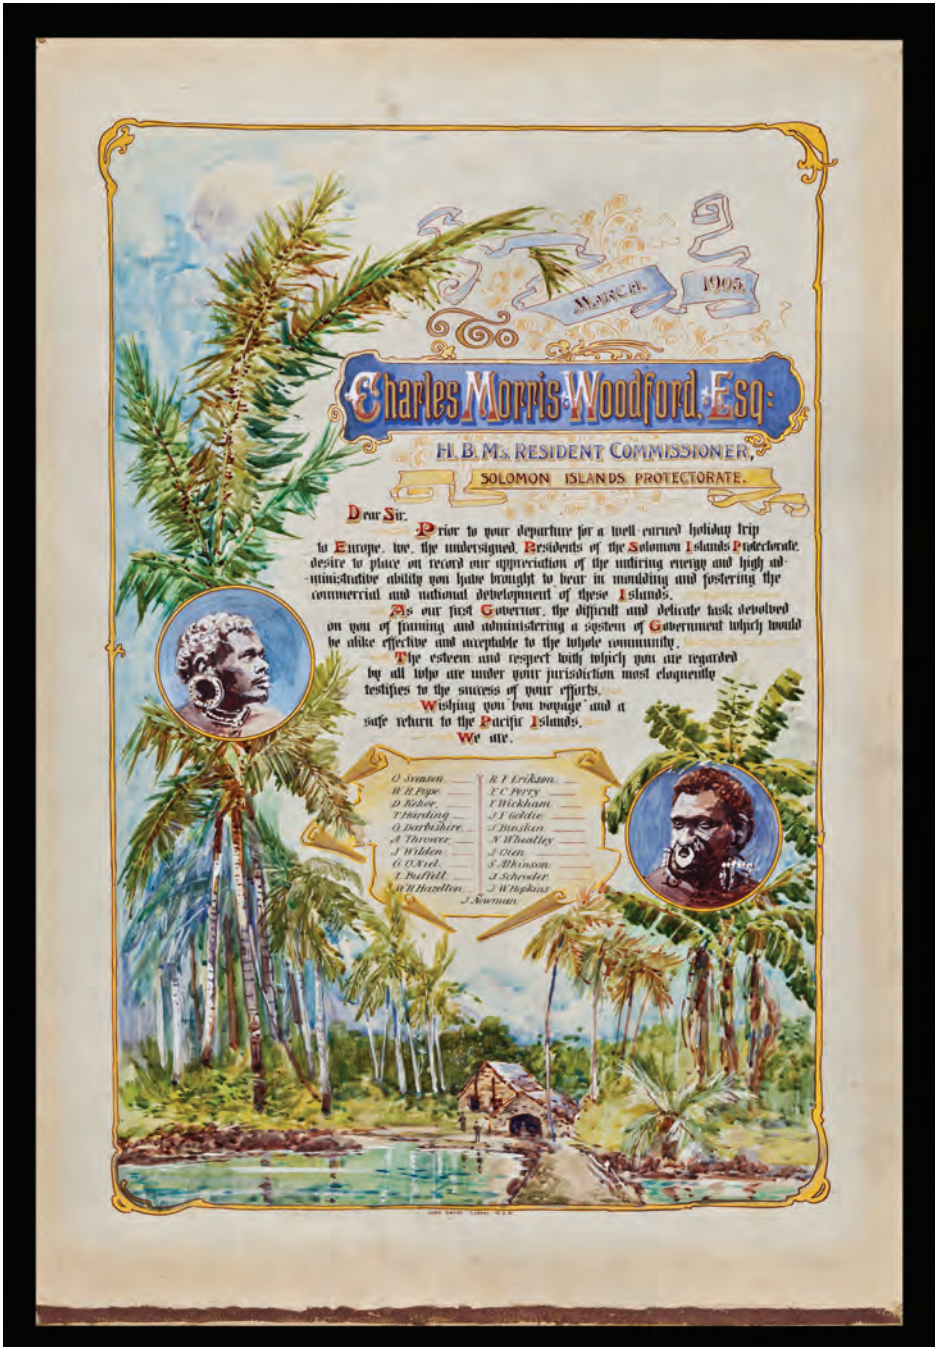 MARCH. 1905.
Charles Morris Woodford, Esq:
H. B. Ms. RESIDENT COMMISSIONER,
SOLOMON ISLANDS PROTECTORATE.
Dear Sir,
Prior to your departure for a well-earned holiday trip
to Europe, we, the undersigned, Residents of the Solomon Islands Protectorate,
desire to place on record our appreciation of the untiring energy and high ad-
-ministrative ability you have brought to bear in moulding and fostering the
commercial and national development of these Islands.
As our first Governor, the difficult and delicate task devolved
on you of framing and administering a system of Government which would
be alike effective and acceptable to the whole community.
The esteem and respect with which you are regarded
by all who are under your jurisdiction most eloquently
testifies to the success of your efforts.
Wishing you "bon voyage" and a
safe return to the Pacific Islands.
We are.
O Svensen R F Erikson
W H Pope F C Perry
D Kehoe F Wickham
T Harding J F Goldie
O Darbishire J Binskin
A Thrower N Wheatley
J Wilden J Oien
G O'Niel S Atkinson
L Buffett J Schroder
W H Hazelton J W Hopkins
J Newman
SYDNEY N.S.W.